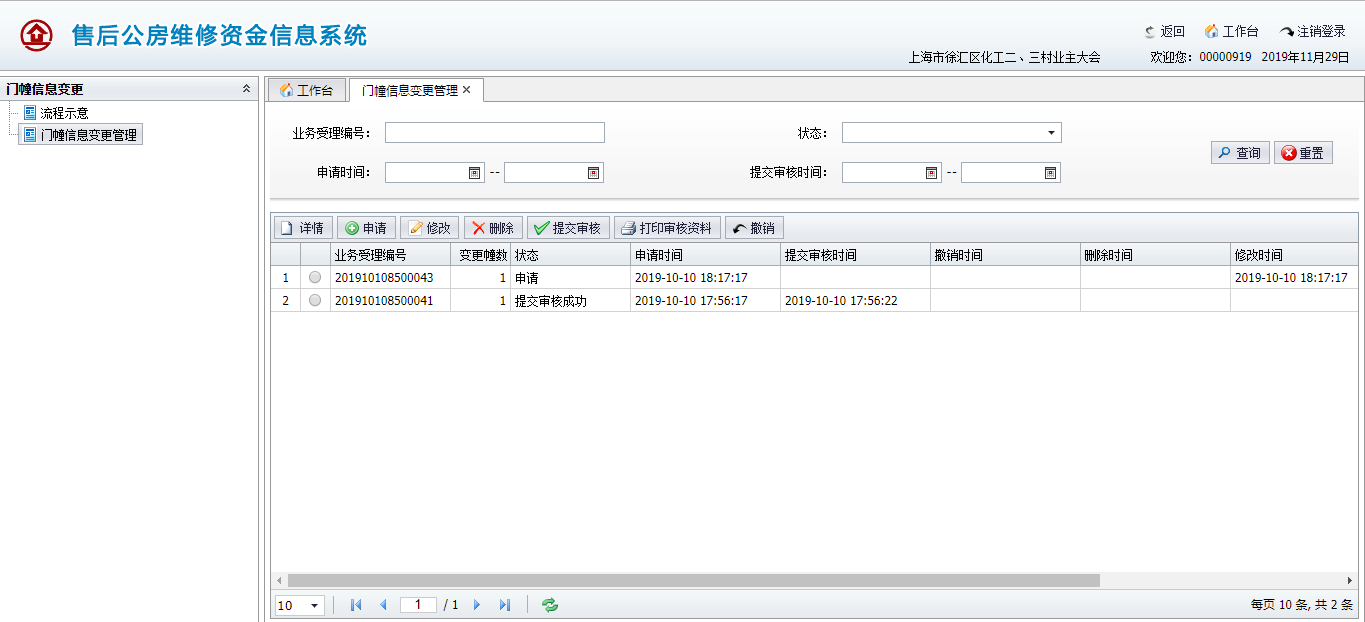 售后公房维修资金信息系统
返回 工作台 注销登录
上海市徐汇区化工二、三村业主大会 欢迎您: 00000919 2019年11月29日
门幢信息变更
流程示意
门幢信息变更管理
工作台 门幢信息变更管理
业务受理编号: 状态:
查询 重置
申请时间: -- 提交审核时间: --
详情 申请 修改 删除 提交审核 打印审核资料 撤销
业务受理编号 变更幢数 状态 申请时间 提交审核时间 撤销时间 删除时间 修改时间
1 201910108500043 1 申请 2019-10-10 18:17:17 2019-10-10 18:17:17
2 201910108500041 1 提交审核成功 2019-10-10 17:56:17 2019-10-10 17:56:22
10 1 / 1 每页 10 条, 共 2 条